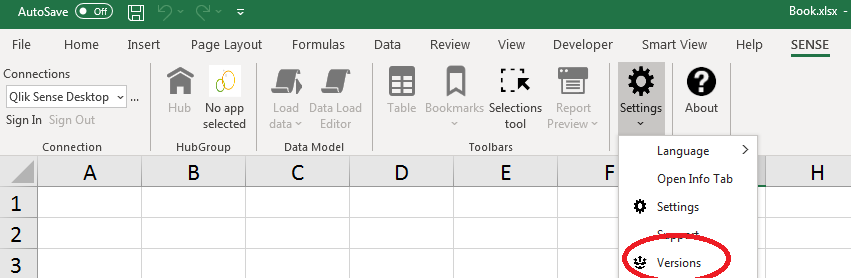 AutoSave Off Book.xlsx -
File Home Insert Page Layout Formulas Data Review View Developer Smart View Help SENSE
Connections
Qlik Sense Desktop ...
Sign In Sign Out
Connection
Hub
No app
selected
HubGroup
Load
data
Data Load
Editor
Data Model
Table
Bookmarks
Selections
tool
Report
Preview
Toolbars
Settings
About
Language
Open Info Tab
Settings
Support
Versions
A B C D E F H
1
2
3